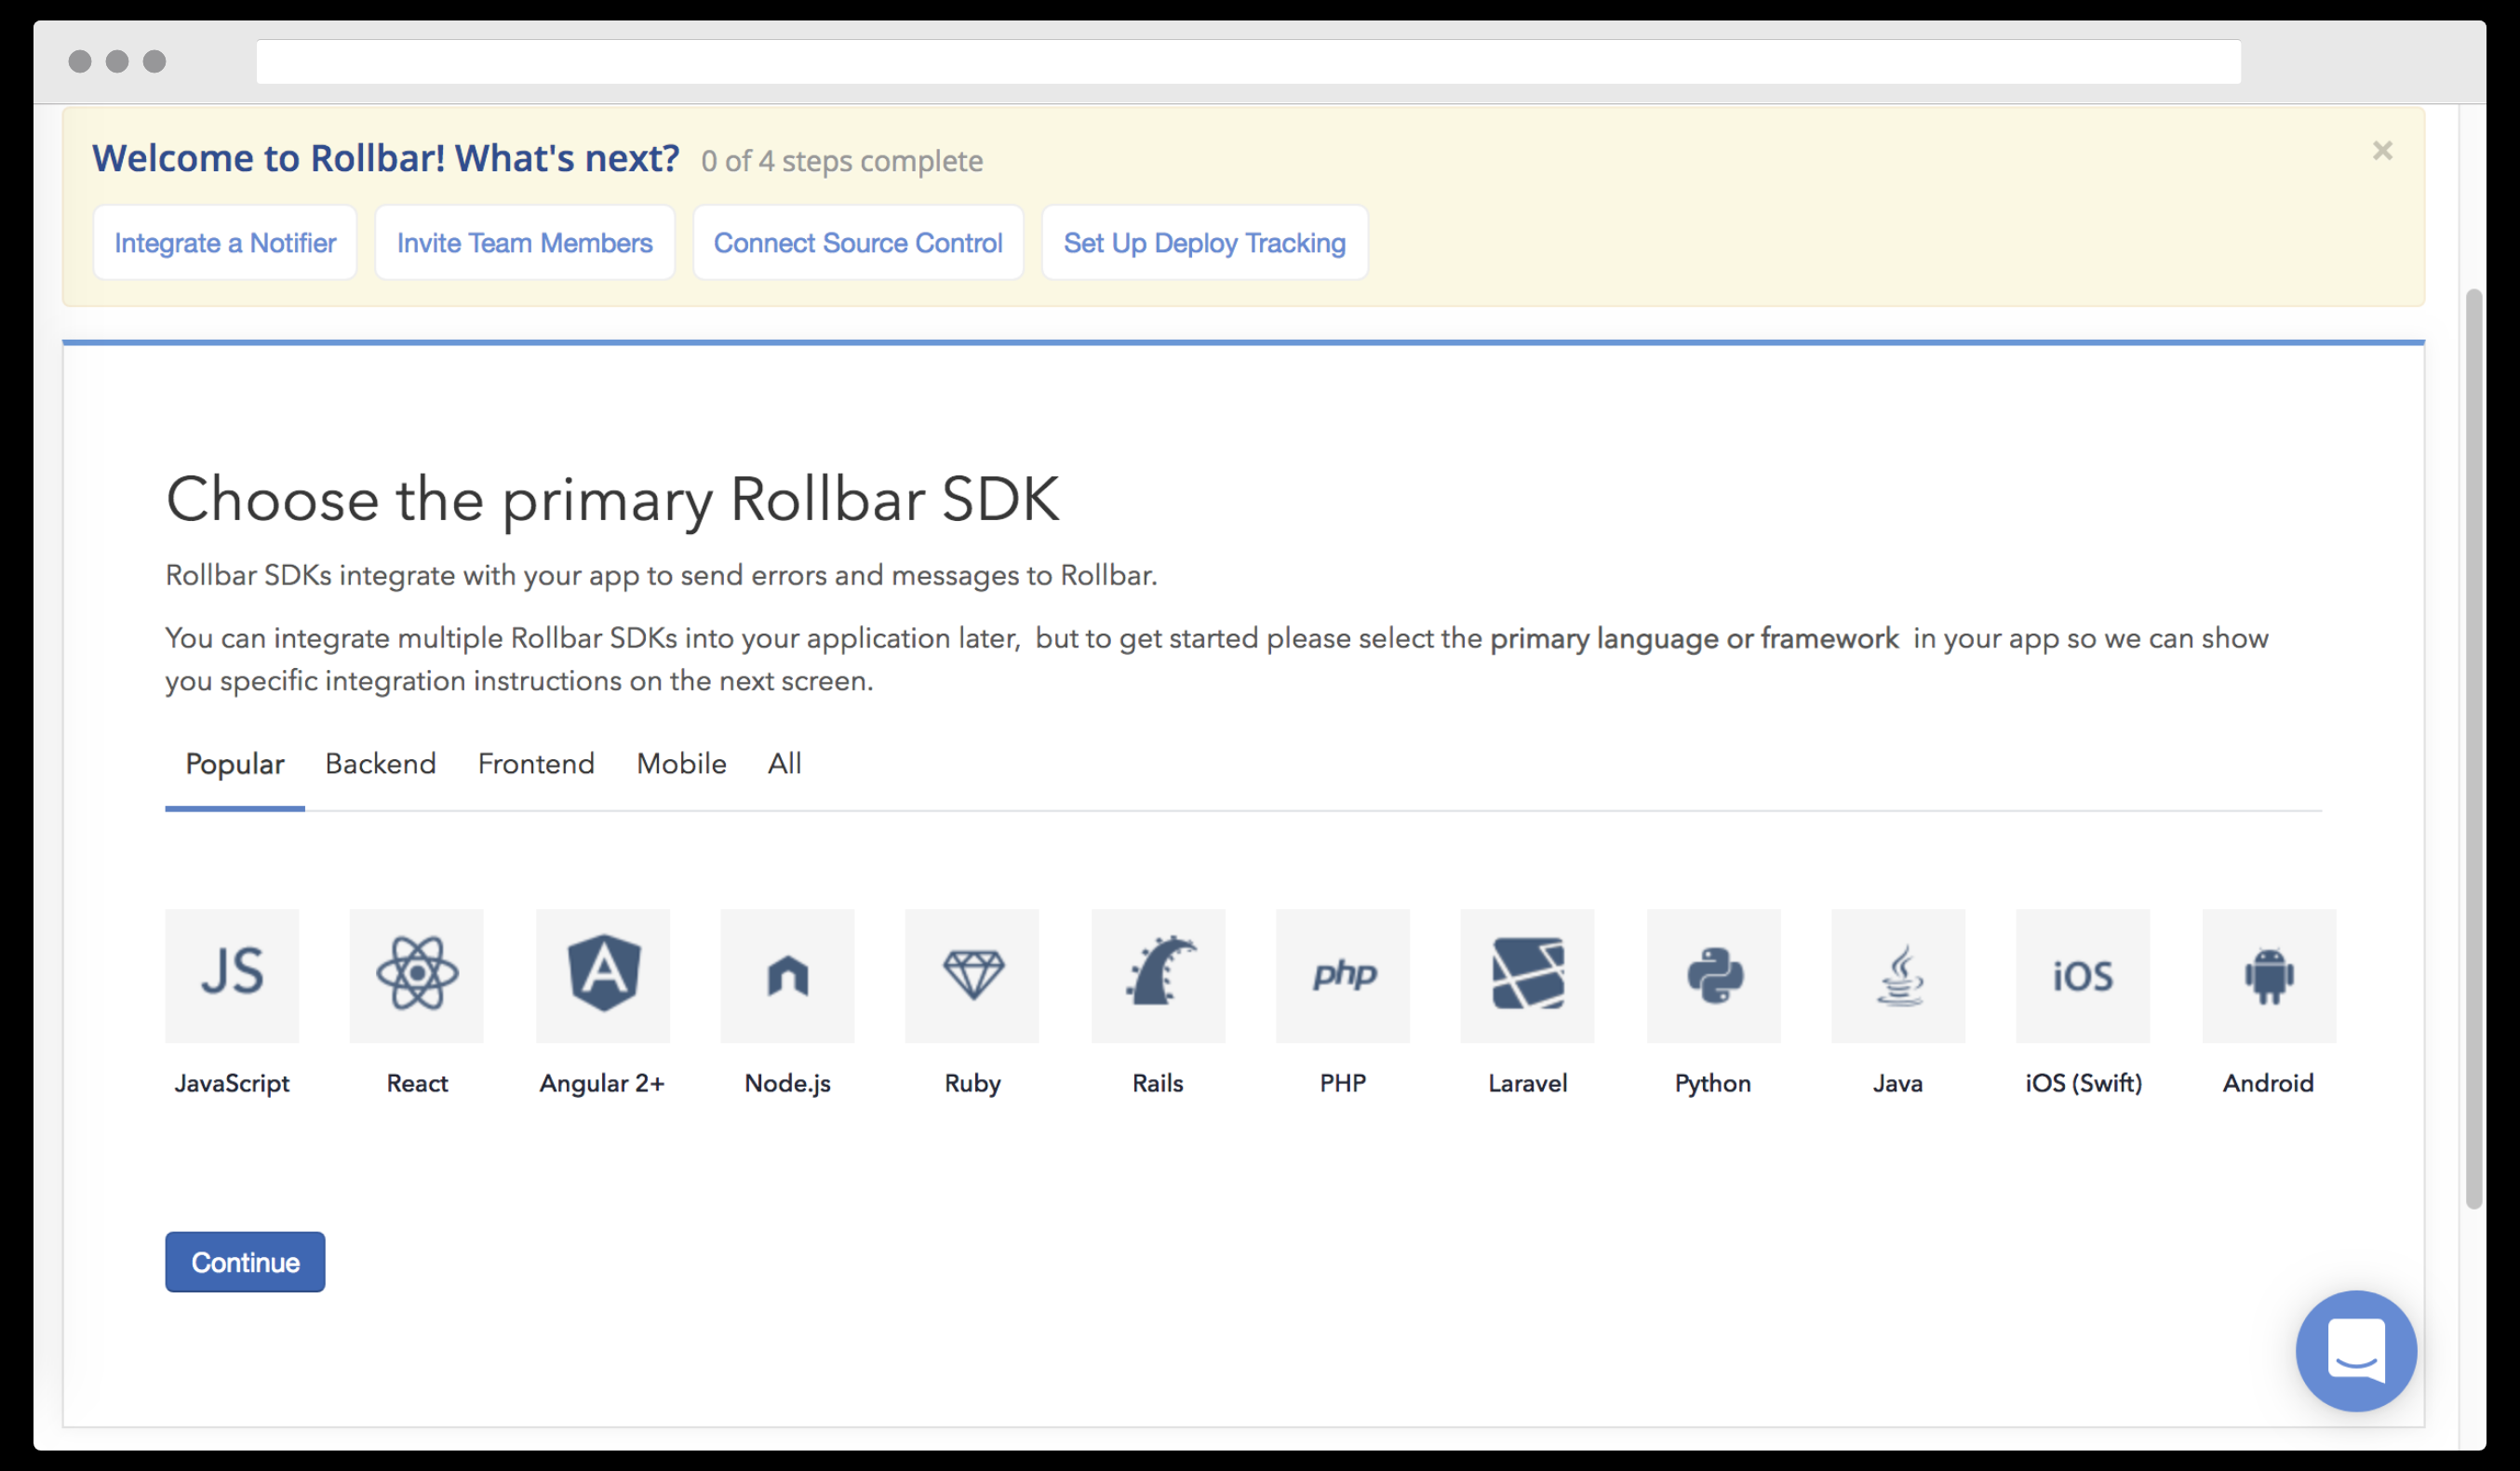 Welcome to Rollbar! What's next? 0 of 4 steps complete
Integrate a Notifier Invite Team Members Connect Source Control Set Up Deploy Tracking
Choose the primary Rollbar SDK
Rollbar SDKs integrate with your app to send errors and messages to Rollbar.
You can integrate multiple Rollbar SDKs into your application later, but to get started please select the primary language or framework in your app so we can show
you specific integration instructions on the next screen.
Popular Backend Frontend Mobile All
JS A n php iOS
JavaScript React Angular 2+ Node.js Ruby Rails PHP Laravel Python Java iOS (Swift) Android
Continue